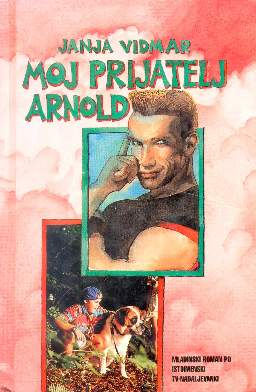 JANJA VIDMAR
MOJ PRIJATELJ
ARNOLD
MLADINSKI ROMAN PO
ISTOIMENSKI
TV-NADALJEVANKI